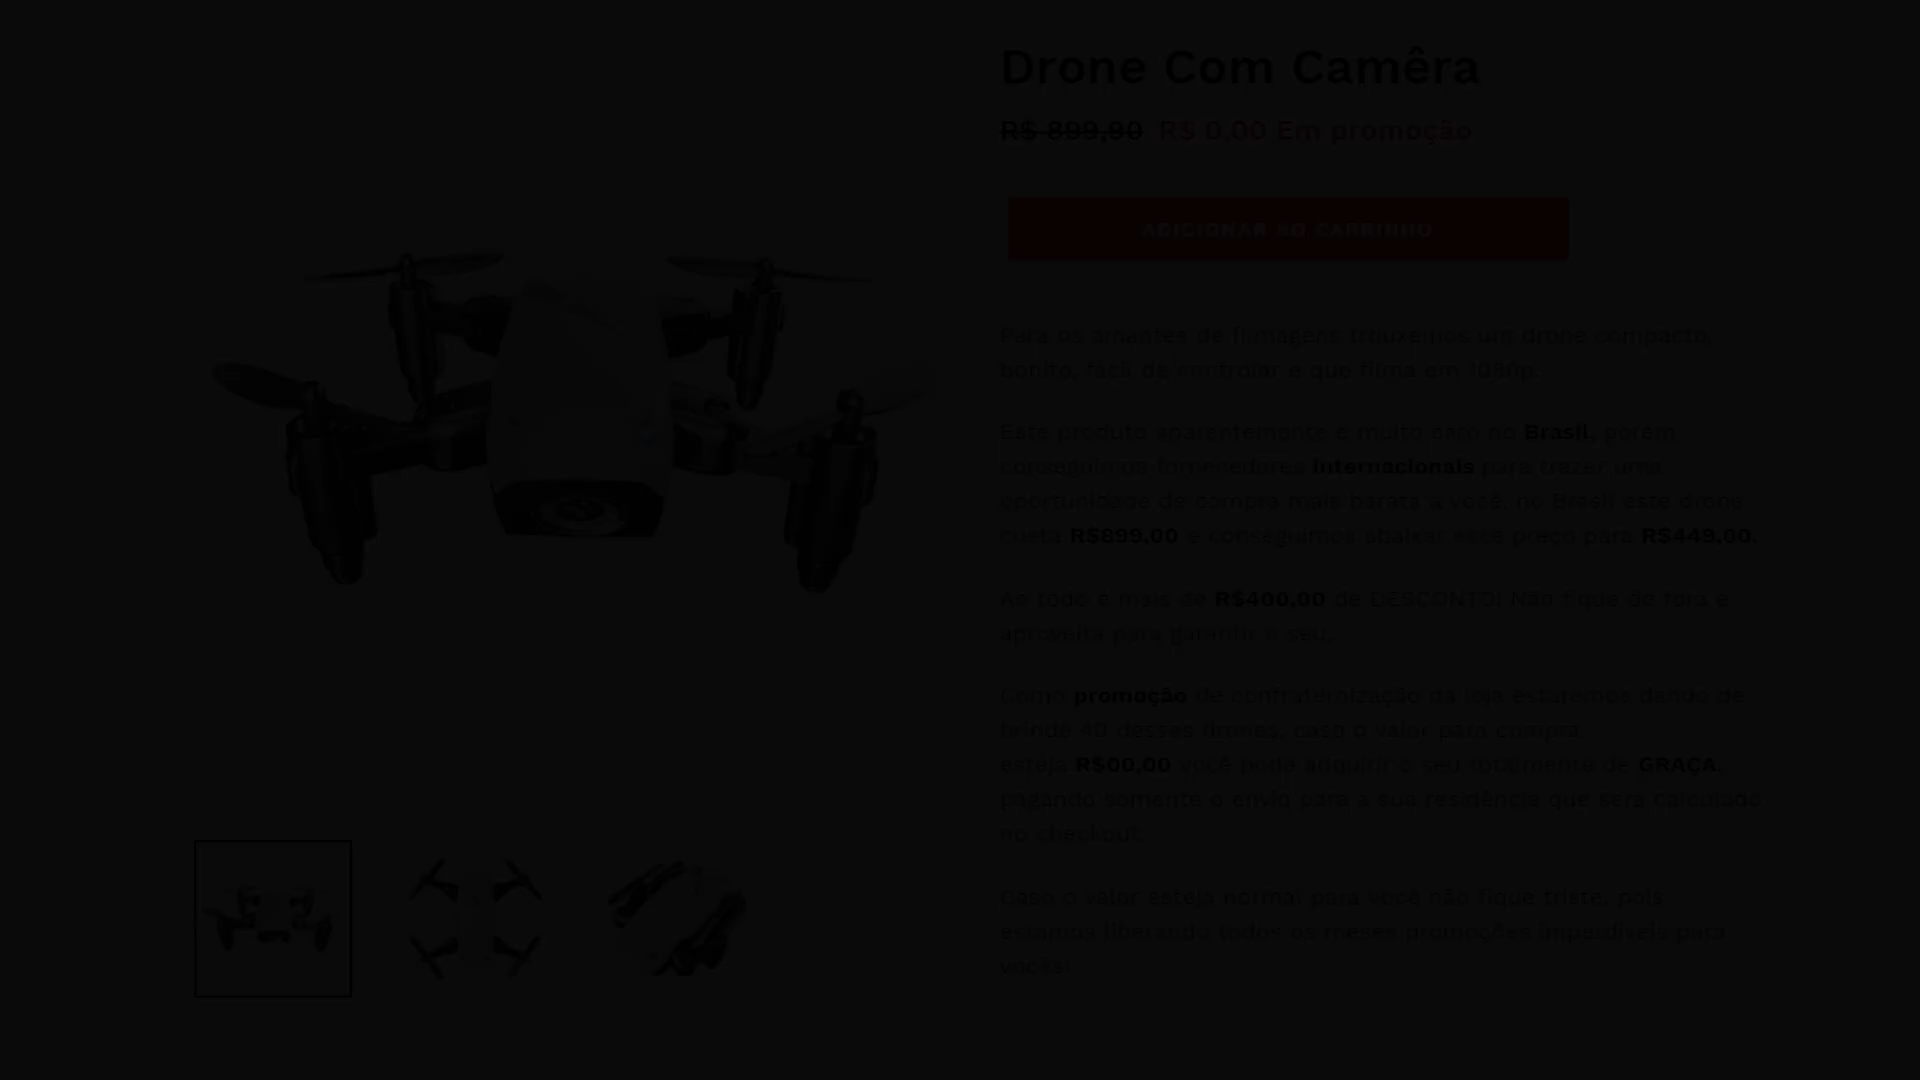 Drone Com Camêra
R$ 899,90 R$ 0.00 Em promoção
ADICIONAR AO CARRINHO
Para os amantes de filmagens trouxemos um drone compacto,
bonito, fácil de controlar e que filma em 1080p.
Este produto aparentemente é muito caro no Brasil, porém
conseguimos fornecedores internacionais para trazer uma
oportunidade de compra mais barata a você, no Brasil este drone
custa R$899,00 e conseguimos abaixar esse preço para R$449,00.
Ao todo é mais de R$400,00 de DESCONTO! Não fique de fora e
aproveita para garantir o seu.
Como promoção de confraternização da loja estaremos dando de
brinde 40 desses drones, caso o valor para compra
esteja R$00,00 você pode adquirir o seu totalmente de GRAÇA,
pagando somente o envio para a sua residência que será calculado
no checkout.
Caso o valor esteja normal para você não fique triste, pois
estamos liberando todos os meses promoções imperdíveis para
vocês!